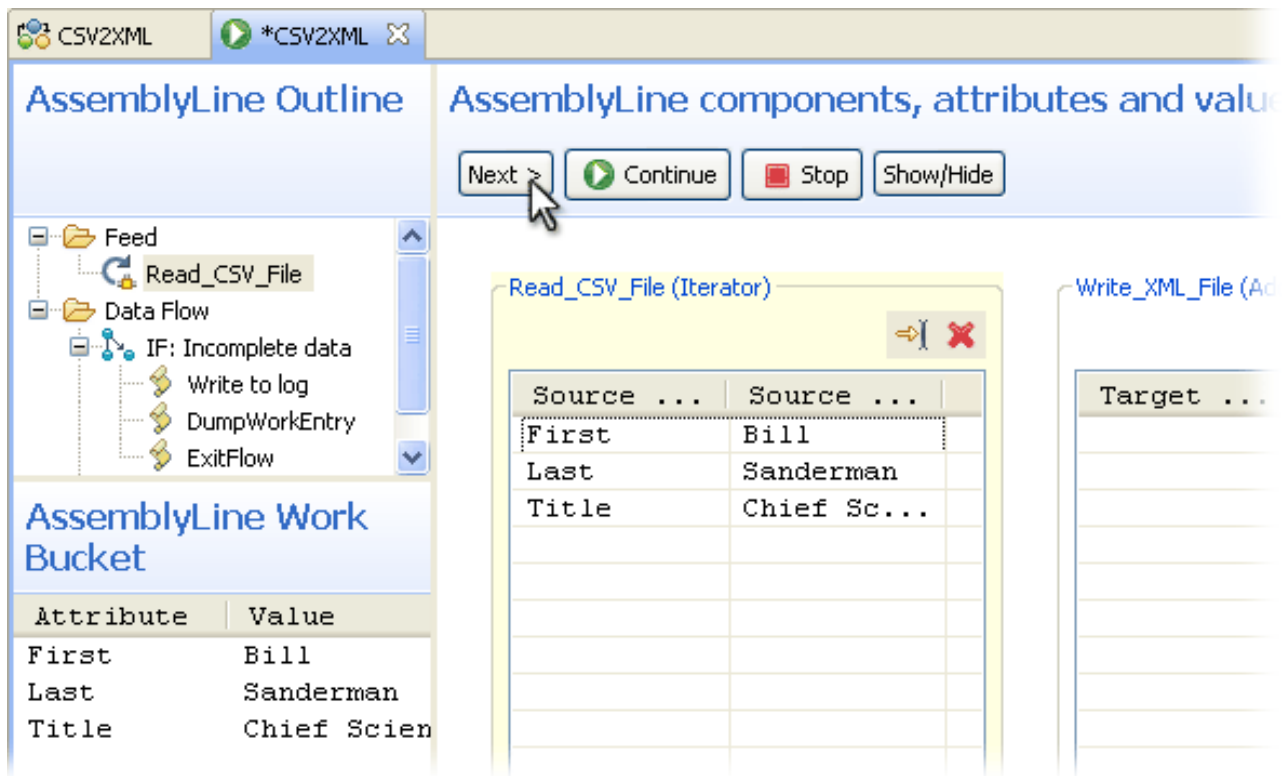 CSV2XML
*CSV2XML
AssemblyLine Outline
AssemblyLine components, attributes and valu
Next >
Continue
Stop
Show/Hide
Feed
Read_CSV_File
Data Flow
IF: Incomplete data
Write to log
DumpWorkEntry
ExitFlow
Read_CSV_File (Iterator)
Source ... Source ...
First Bill
Last Sanderman
Title Chief Sc...
Write_XML_File (Ad
Target ...
AssemblyLine Work
Bucket
Attribute Value
First Bill
Last Sanderman
Title Chief Scien